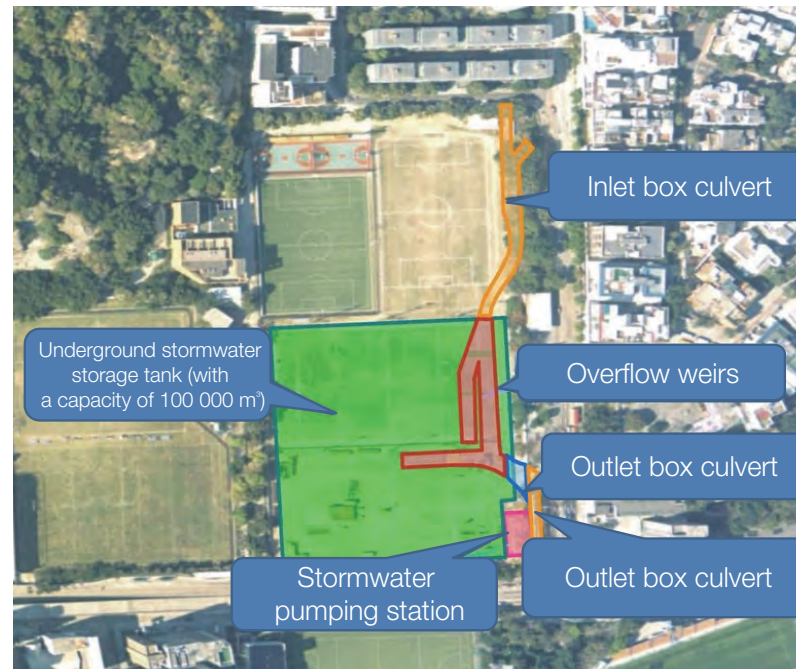 Inlet box culvert
Underground stormwater
storage tank (with
a capacity of 100 000 m³)
Overflow weirs
Outlet box culvert
Outlet box culvert
Stormwater
pumping station